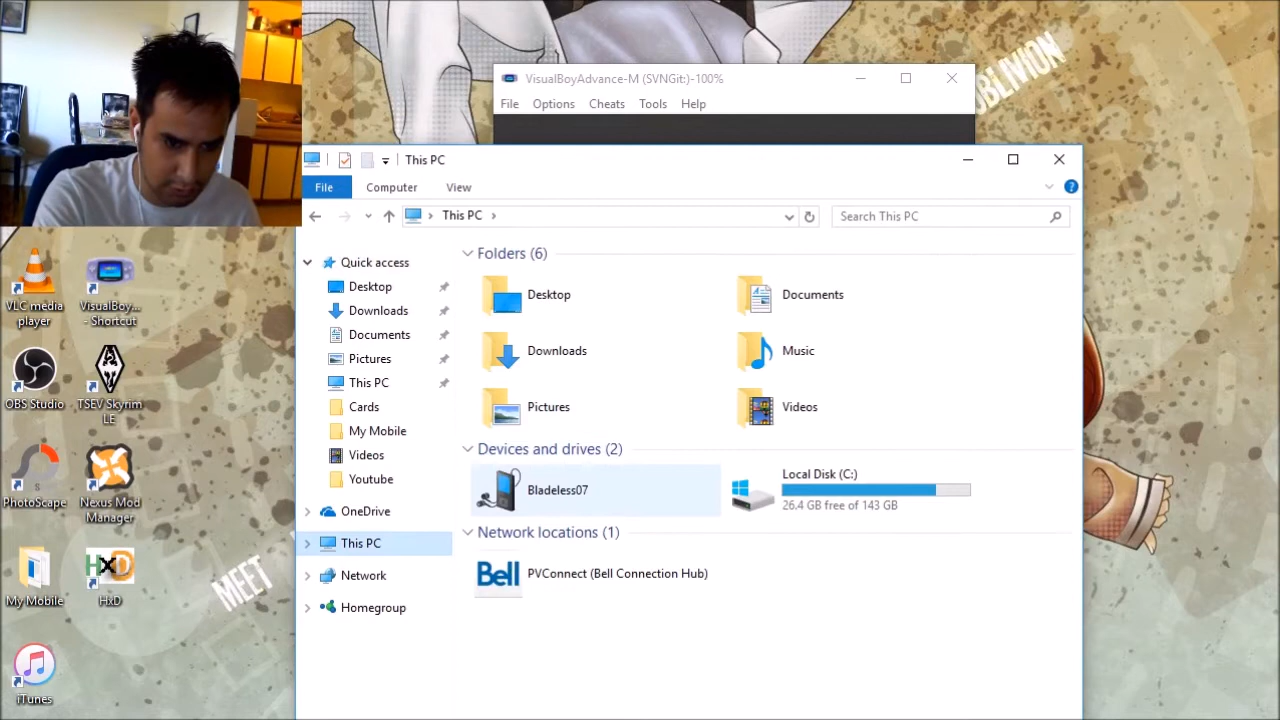 OBLIVION
VisualBoyAdvance-M (SVNGit:)-100%
File Options Cheats Tools Help
This PC
File Computer View
This PC
Search This PC
Quick access
Desktop
Downloads
Documents
Pictures
This PC
Cards
My Mobile
Videos
Youtube
OneDrive
This PC
Network
Homegroup
Folders (6)
Desktop
Documents
Downloads
Music
Pictures
Videos
Devices and drives (2)
Bladeless07
Local Disk (C:)
26.4 GB free of 143 GB
Network locations (1)
Bell
PVConnect (Bell Connection Hub)
VLC media
player
VisualBoy...
- Shortcut
OBS Studio
TSEV Skyrim
LE
PhotoScape
Nexus Mod
Manager
My Mobile
HxD
HxD
iTunes
MEET